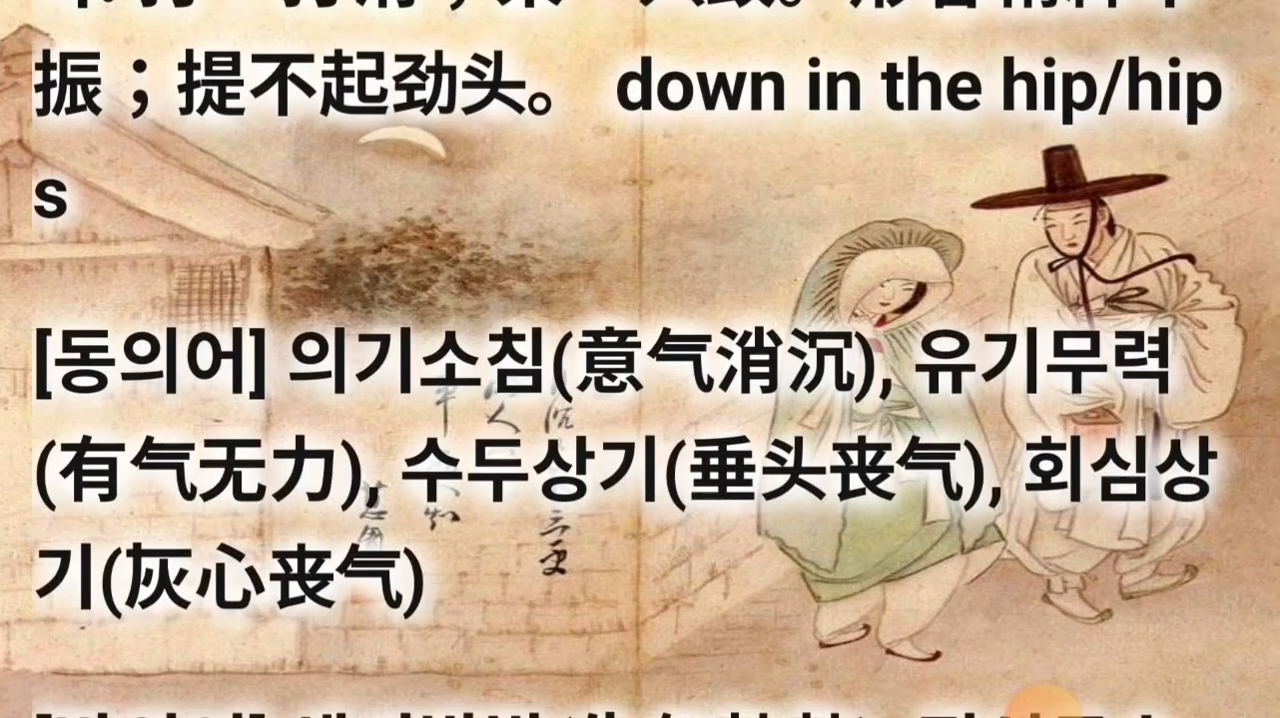 振；提不起劲头。 down in the hip/hip
s
[동의어] 의기소침(意气消沉), 유기무력
(有气无力), 수두상기(垂头丧气), 회심상
기(灰心丧气)